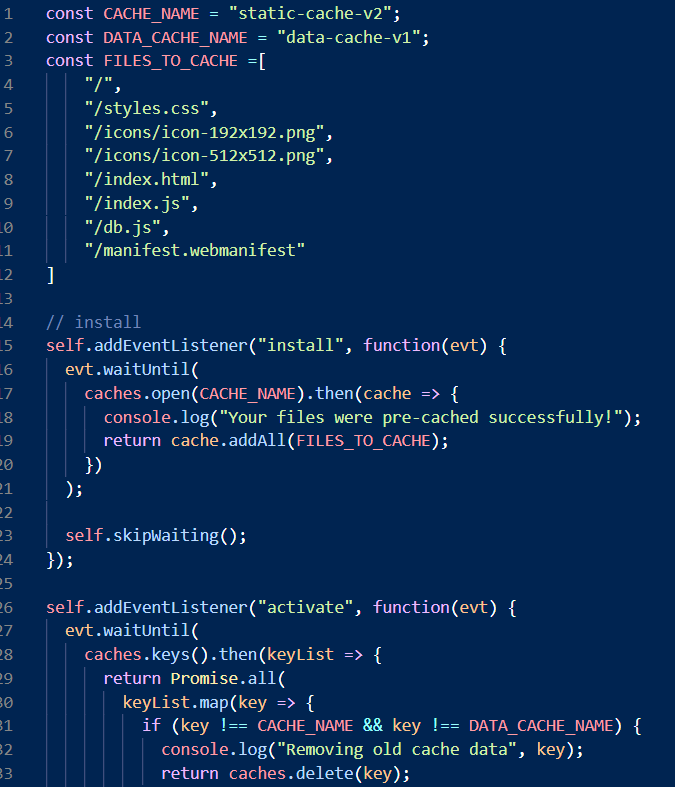 1 const CACHE_NAME = "static-cache-v2";
2 const DATA_CACHE_NAME = "data-cache-v1";
3 const FILES_TO_CACHE =[
4 "/",
5 "/styles.css",
6 "/icons/icon-192x192.png",
7 "/icons/icon-512x512.png",
8 "/index.html",
9 "/index.js",
10 "/db.js",
11 "/manifest.webmanifest"
12 ]
13
14 // install
15 self.addEventListener("install", function(evt) {
16 evt.waitUntil(
17 caches.open(CACHE_NAME).then(cache => {
18 console.log("Your files were pre-cached successfully!");
19 return cache.addAll(FILES_TO_CACHE);
20 })
21 );
22
23 self.skipWaiting();
24 });
25
26 self.addEventListener("activate", function(evt) {
27 evt.waitUntil(
28 caches.keys().then(keyList => {
29 return Promise.all(
30 keyList.map(key => {
31 if (key !== CACHE_NAME && key !== DATA_CACHE_NAME) {
32 console.log("Removing old cache data", key);
33 return caches.delete(key);